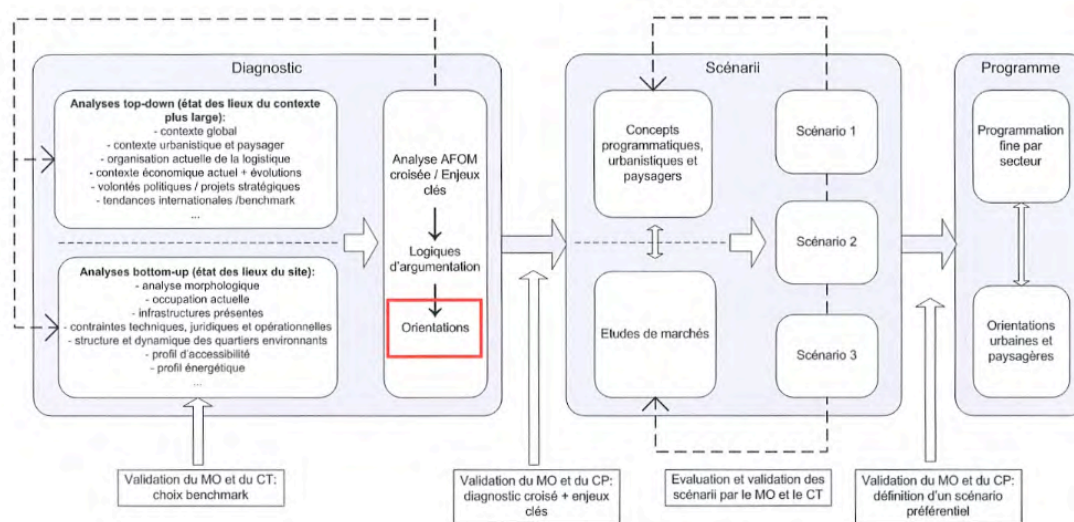 Diagnostic
Analyses top-down (état des lieux du contexte
plus large):
- contexte global
- contexte urbanistique et paysager
- organisation actuelle de la logistique
- contexte économique actuel + évolutions
- volontés politiques / projets stratégiques
- tendances internationales /benchmark
...
Analyses bottom-up (état des lieux du site):
- analyse morphologique
- occupation actuelle
- infrastructures présentes
- contraintes techniques, juridiques et opérationnelles
- structure et dynamique des quartiers environnants
- profil d'accessibilité
- profil énergétique
...
Analyse AFOM
croisée / Enjeux
clés
Logiques
d'argumentation
Orientations
Scénarii
Concepts
programmatiques,
urbanistiques et
paysagers
Etudes de marchés
Scénario 1
Scénario 2
Scénario 3
Programme
Programmation
fine par
secteur
Orientations
urbaines et
paysagères
Validation du MO et du CT:
choix benchmark
Validation du MO et du CP:
diagnostic croisé + enjeux
clés
Evaluation et validation des
scénarii par le MO et le CT
Validation du MO et du CP:
définition d'un scénario
préférentiel